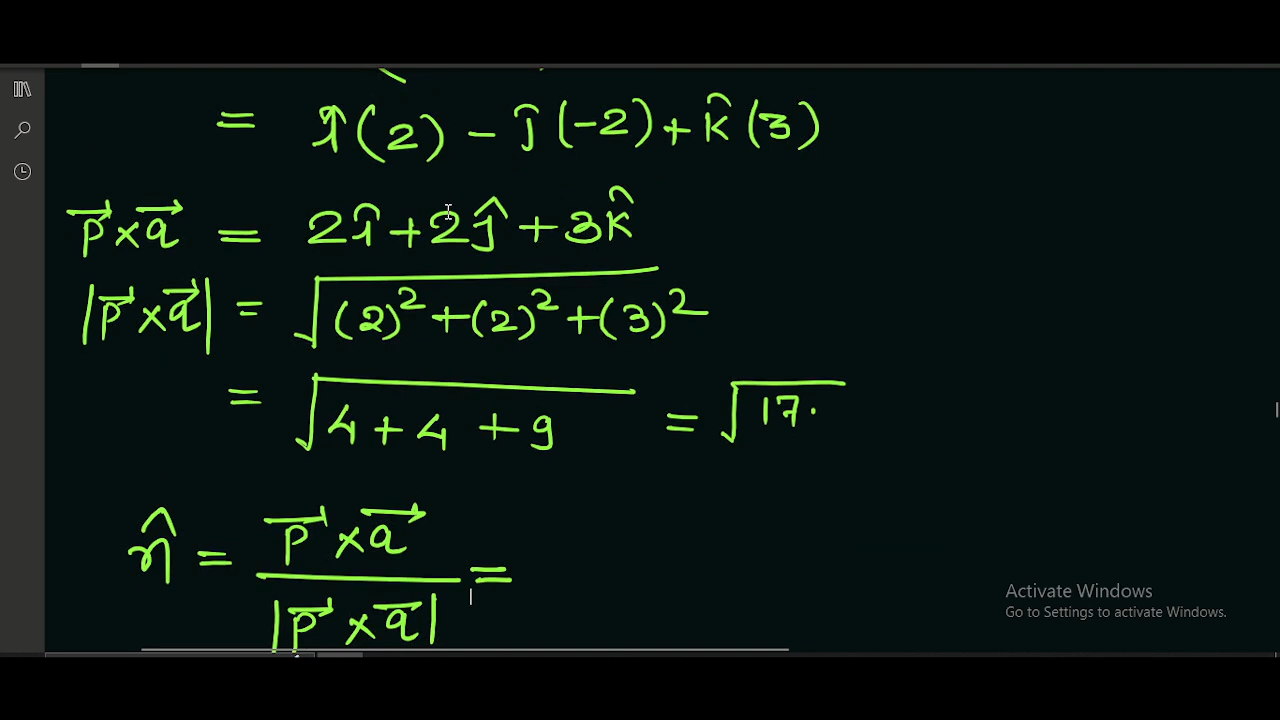 = î(2) - ĵ(-2) + k̂(3)
p⃗ × q⃗ = 2î + 2ĵ + 3k̂
|p⃗ × q⃗| = √((2)² + (2)² + (3)²)
= √(4 + 4 + 9) = √17.
n̂ = (p⃗ × q⃗) / |p⃗ × q⃗| =
Activate Windows
Go to Settings to activate Windows.